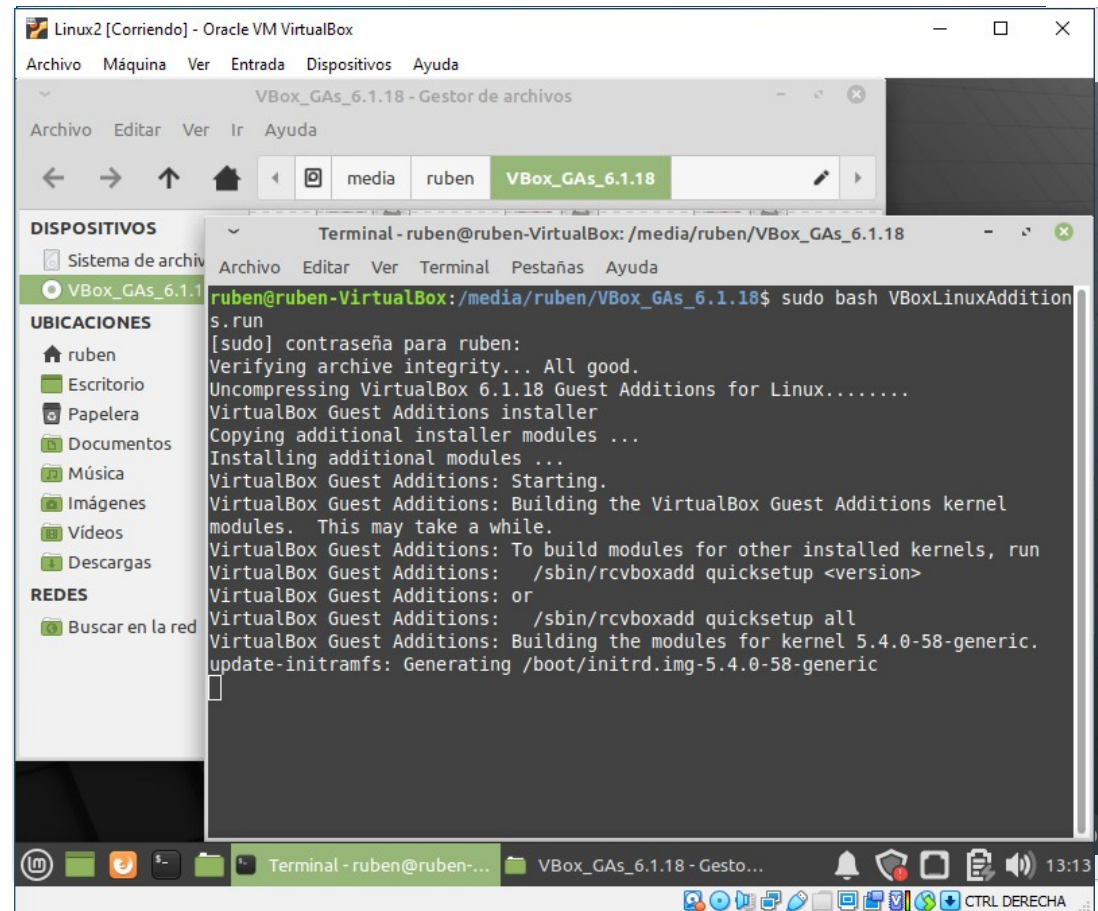 Linux2 [Corriendo] - Oracle VM VirtualBox
Archivo Máquina Ver Entrada Dispositivos Ayuda
VBox_GAs_6.1.18 - Gestor de archivos
Archivo Editar Ver Ir Ayuda
media ruben VBox_GAs_6.1.18
DISPOSITIVOS
Sistema de archiv
VBox_GAs_6.1.1
UBICACIONES
ruben
Escritorio
Papelera
Documentos
Música
Imágenes
Vídeos
Descargas
REDES
Buscar en la red
Terminal - ruben@ruben-VirtualBox: /media/ruben/VBox_GAs_6.1.18
Archivo Editar Ver Terminal Pestañas Ayuda
ruben@ruben-VirtualBox:/media/ruben/VBox_GAs_6.1.18$ sudo bash VBoxLinuxAddition
s.run
[sudo] contraseña para ruben:
Verifying archive integrity... All good.
Uncompressing VirtualBox 6.1.18 Guest Additions for Linux........
VirtualBox Guest Additions installer
Copying additional installer modules ...
Installing additional modules ...
VirtualBox Guest Additions: Starting.
VirtualBox Guest Additions: Building the VirtualBox Guest Additions kernel
modules.  This may take a while.
VirtualBox Guest Additions: To build modules for other installed kernels, run
VirtualBox Guest Additions:   /sbin/rcvboxadd quicksetup <version>
VirtualBox Guest Additions: or
VirtualBox Guest Additions:   /sbin/rcvboxadd quicksetup all
VirtualBox Guest Additions: Building the modules for kernel 5.4.0-58-generic.
update-initramfs: Generating /boot/initrd.img-5.4.0-58-generic
Terminal - ruben@ruben-... VBox_GAs_6.1.18 - Gesto... 13:13
CTRL DERECHA